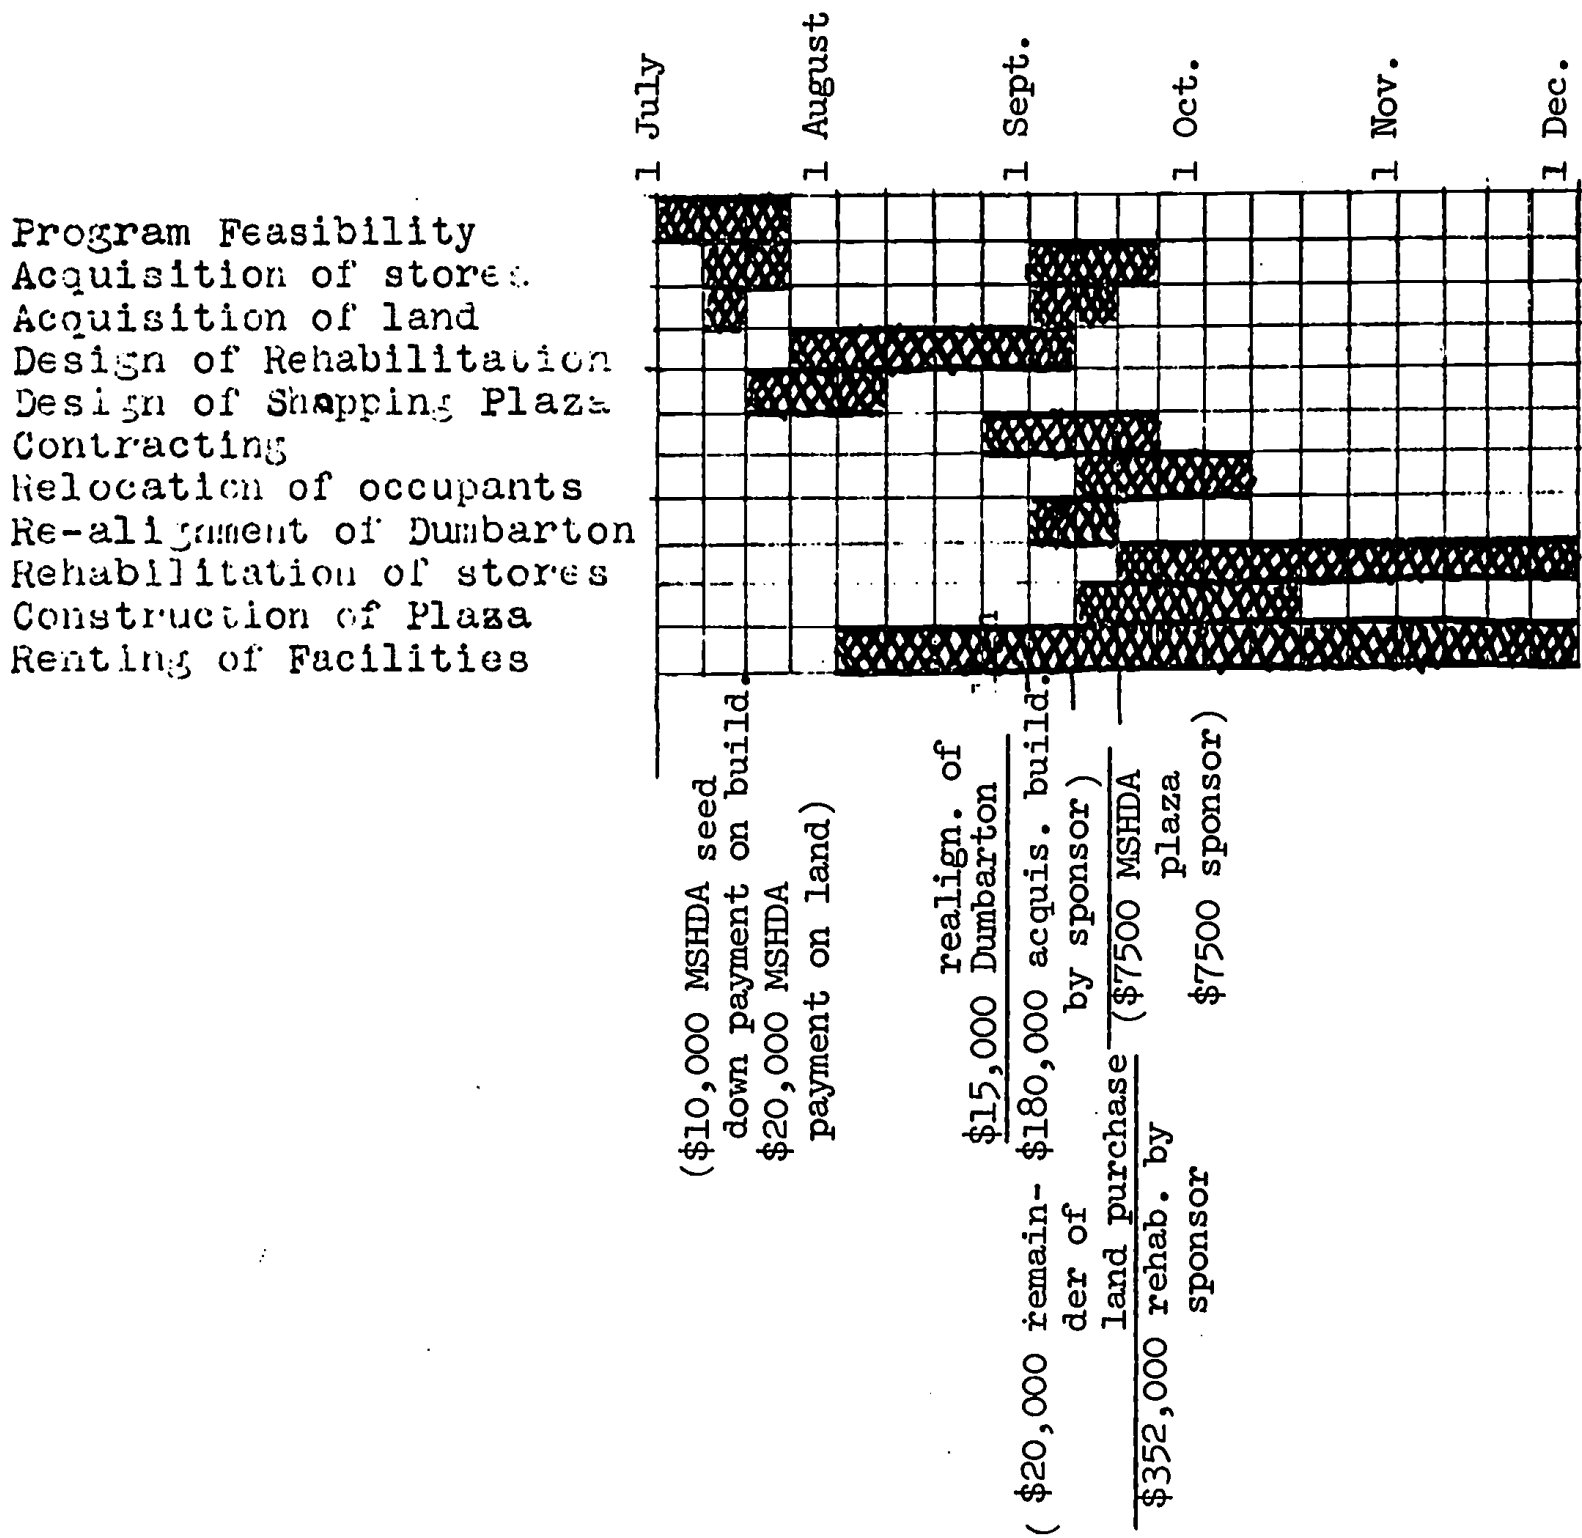 1 July
1 August
1 Sept.
1 Oct.
1 Nov.
1 Dec.
Program Feasibility
Acquisition of stores
Acquisition of land
Design of Rehabilitation
Design of Shopping Plaza
Contracting
Relocation of occupants
Re-alignment of Dumbarton
Rehabilitation of stores
Construction of Plaza
Renting of Facilities
($10,000 MSHDA seed
down payment on build.
$20,000 MSHDA
payment on land)
realign. of
$15,000 Dumbarton
$180,000 acquis. build.
by sponsor)
($7500 MSHDA
plaza
$7500 sponsor)
( $20,000 remain-
der of
land purchase
$352,000 rehab. by
sponsor